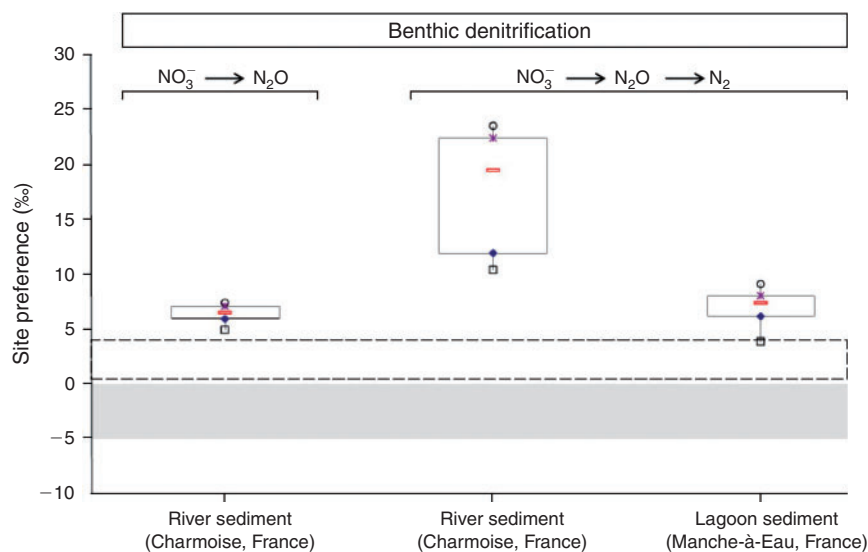 Benthic denitrification
NO₃⁻ → N₂O
NO₃⁻ → N₂O → N₂
Site preference (‰)
30
25
20
15
10
5
0
−5
−10
River sediment
(Charmoise, France)
River sediment
(Charmoise, France)
Lagoon sediment
(Manche-à-Eau, France)